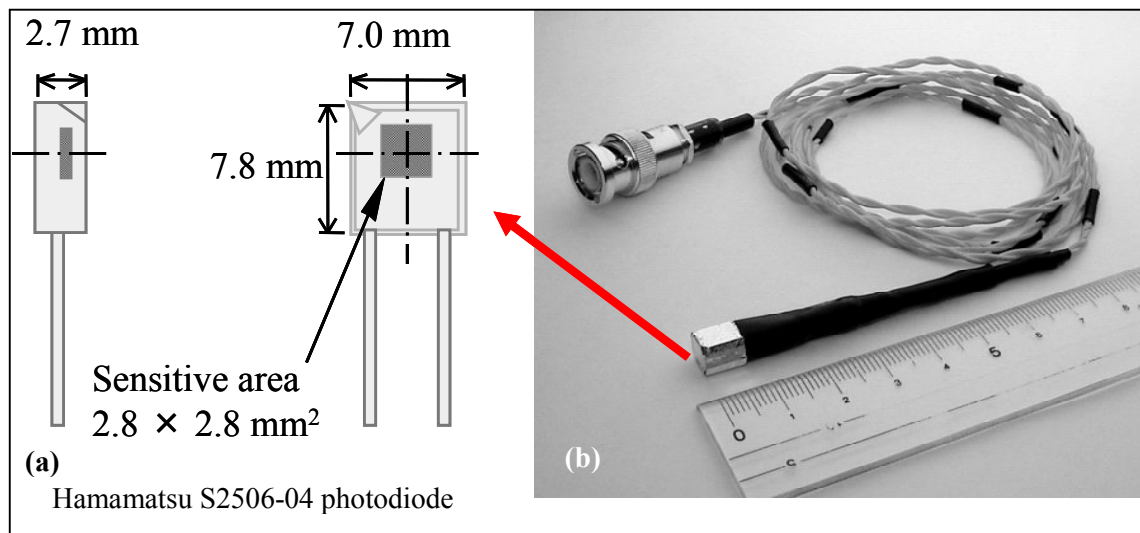 2.7 mm
7.0 mm
7.8 mm
Sensitive area
2.8 × 2.8 mm²
(a)
Hamamatsu S2506-04 photodiode
(b)
0 1 2 3 4 5 6 7 8